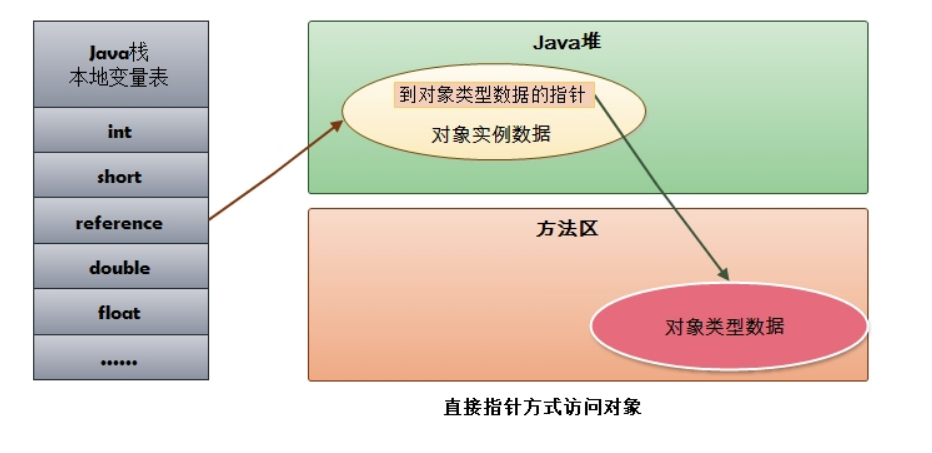 Java栈
本地变量表
int
short
reference
double
float
......
Java堆
到对象类型数据的指针
对象实例数据
方法区
对象类型数据
直接指针方式访问对象